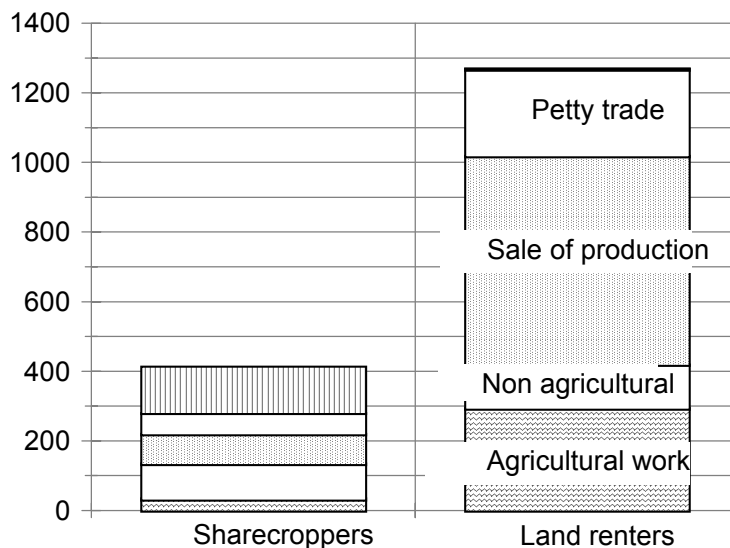 1400
1200
1000
800
600
400
200
0
Petty trade
Sale of production
Non agricultural
Agricultural work
Sharecroppers
Land renters